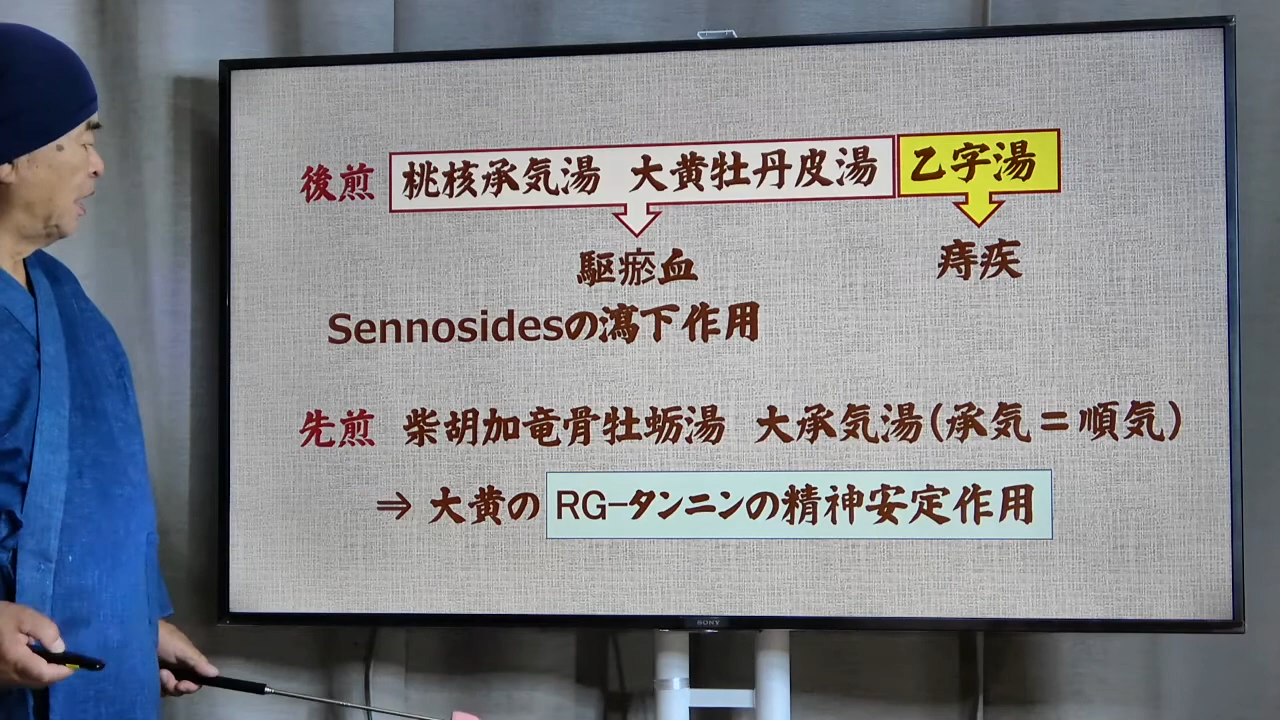 後煎 桃核承気湯 大黄牡丹皮湯 乙字湯
駆瘀血 痔疾
Sennosidesの瀉下作用
先煎 柴胡加竜骨牡蛎湯 大承気湯(承気=順気)
⇒ 大黄の RG-タンニンの精神安定作用
SONY